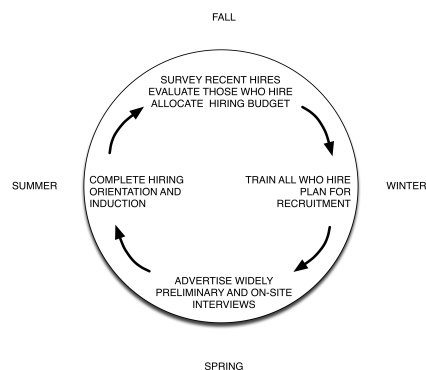 FALL
SURVEY RECENT HIRES
EVALUATE THOSE WHO HIRE
ALLOCATE HIRING BUDGET
SUMMER
COMPLETE HIRING
ORIENTATION AND
INDUCTION
TRAIN ALL WHO HIRE
PLAN FOR
RECRUITMENT
WINTER
ADVERTISE WIDELY
PRELIMINARY AND ON-SITE
INTERVIEWS
SPRING